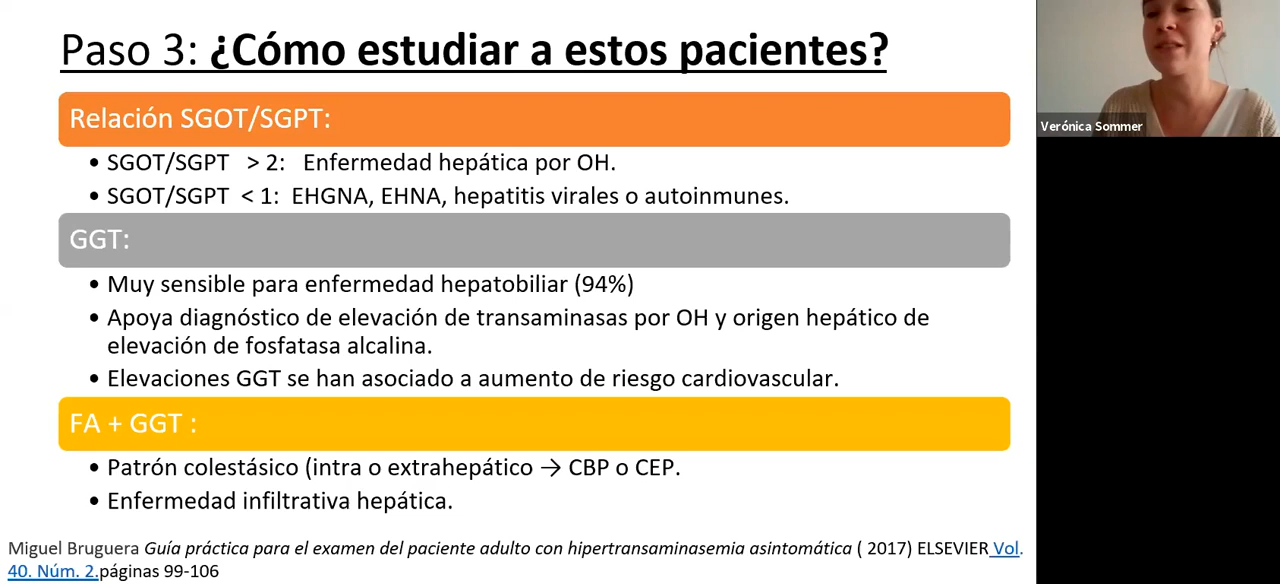 Paso 3: ¿Cómo estudiar a estos pacientes?
Relación SGOT/SGPT:
• SGOT/SGPT > 2: Enfermedad hepática por OH.
• SGOT/SGPT < 1: EHGNA, EHNA, hepatitis virales o autoinmunes.
GGT:
• Muy sensible para enfermedad hepatobiliar (94%)
• Apoya diagnóstico de elevación de transaminasas por OH y origen hepático de
elevación de fosfatasa alcalina.
• Elevaciones GGT se han asociado a aumento de riesgo cardiovascular.
FA + GGT :
• Patrón colestásico (intra o extrahepático → CBP o CEP.
• Enfermedad infiltrativa hepática.
Miguel Bruguera Guía práctica para el examen del paciente adulto con hipertransaminasemia asintomática ( 2017) ELSEVIER Vol.
40. Núm. 2.páginas 99-106
Verónica Sommer